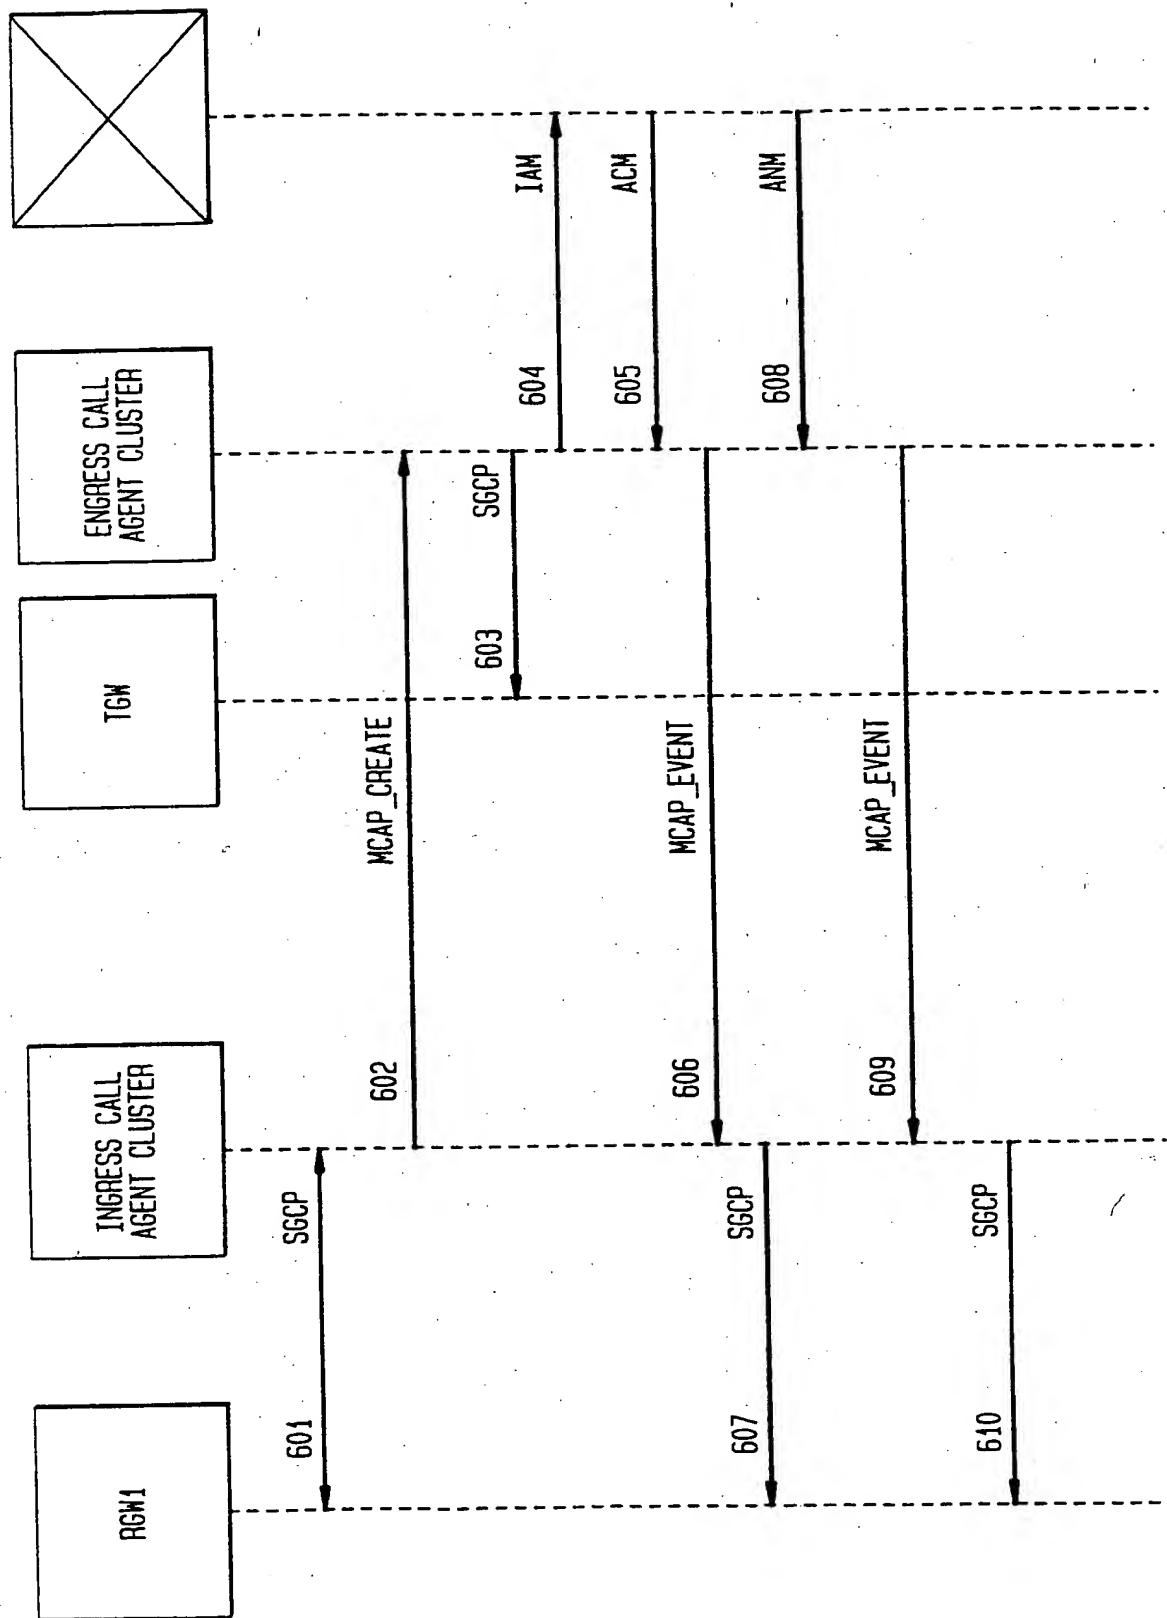 RGW1
INGRESS CALL
AGENT CLUSTER
TGW
ENGRESS CALL
AGENT CLUSTER
601
SGCP
602
MCAP_CREATE
603
SGCP
604
IAM
605
ACM
606
MCAP_EVENT
607
SGCP
608
ANM
609
MCAP_EVENT
610
SGCP